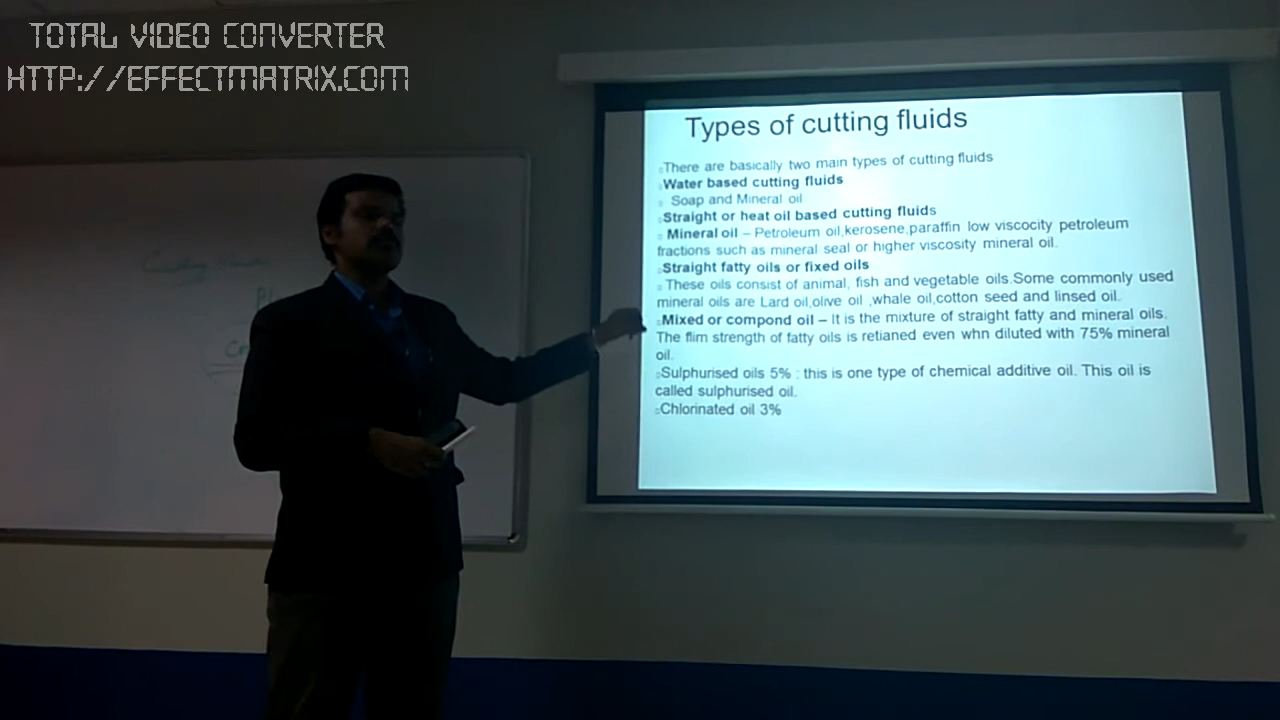 TOTAL VIDEO CONVERTER
HTTP://EFFECTMATRIX.COM
Types of cutting fluids
There are basically two main types of cutting fluids
Water based cutting fluids
Soap and Mineral oil
Straight or heat oil based cutting fluids
Mineral oil – Petroleum oil,kerosene,paraffin low viscocity petroleum
fractions such as mineral seal or higher viscosity mineral oil.
Straight fatty oils or fixed oils
These oils consist of animal, fish and vegetable oils.Some commonly used
mineral oils are Lard oil,olive oil ,whale oil,cotton seed and linsed oil.
Mixed or compond oil – It is the mixture of straight fatty and mineral oils.
The flim strength of fatty oils is retianed even whn diluted with 75% mineral
oil.
Sulphurised oils 5% : this is one type of chemical additive oil. This oil is
called sulphurised oil.
Chlorinated oil 3%